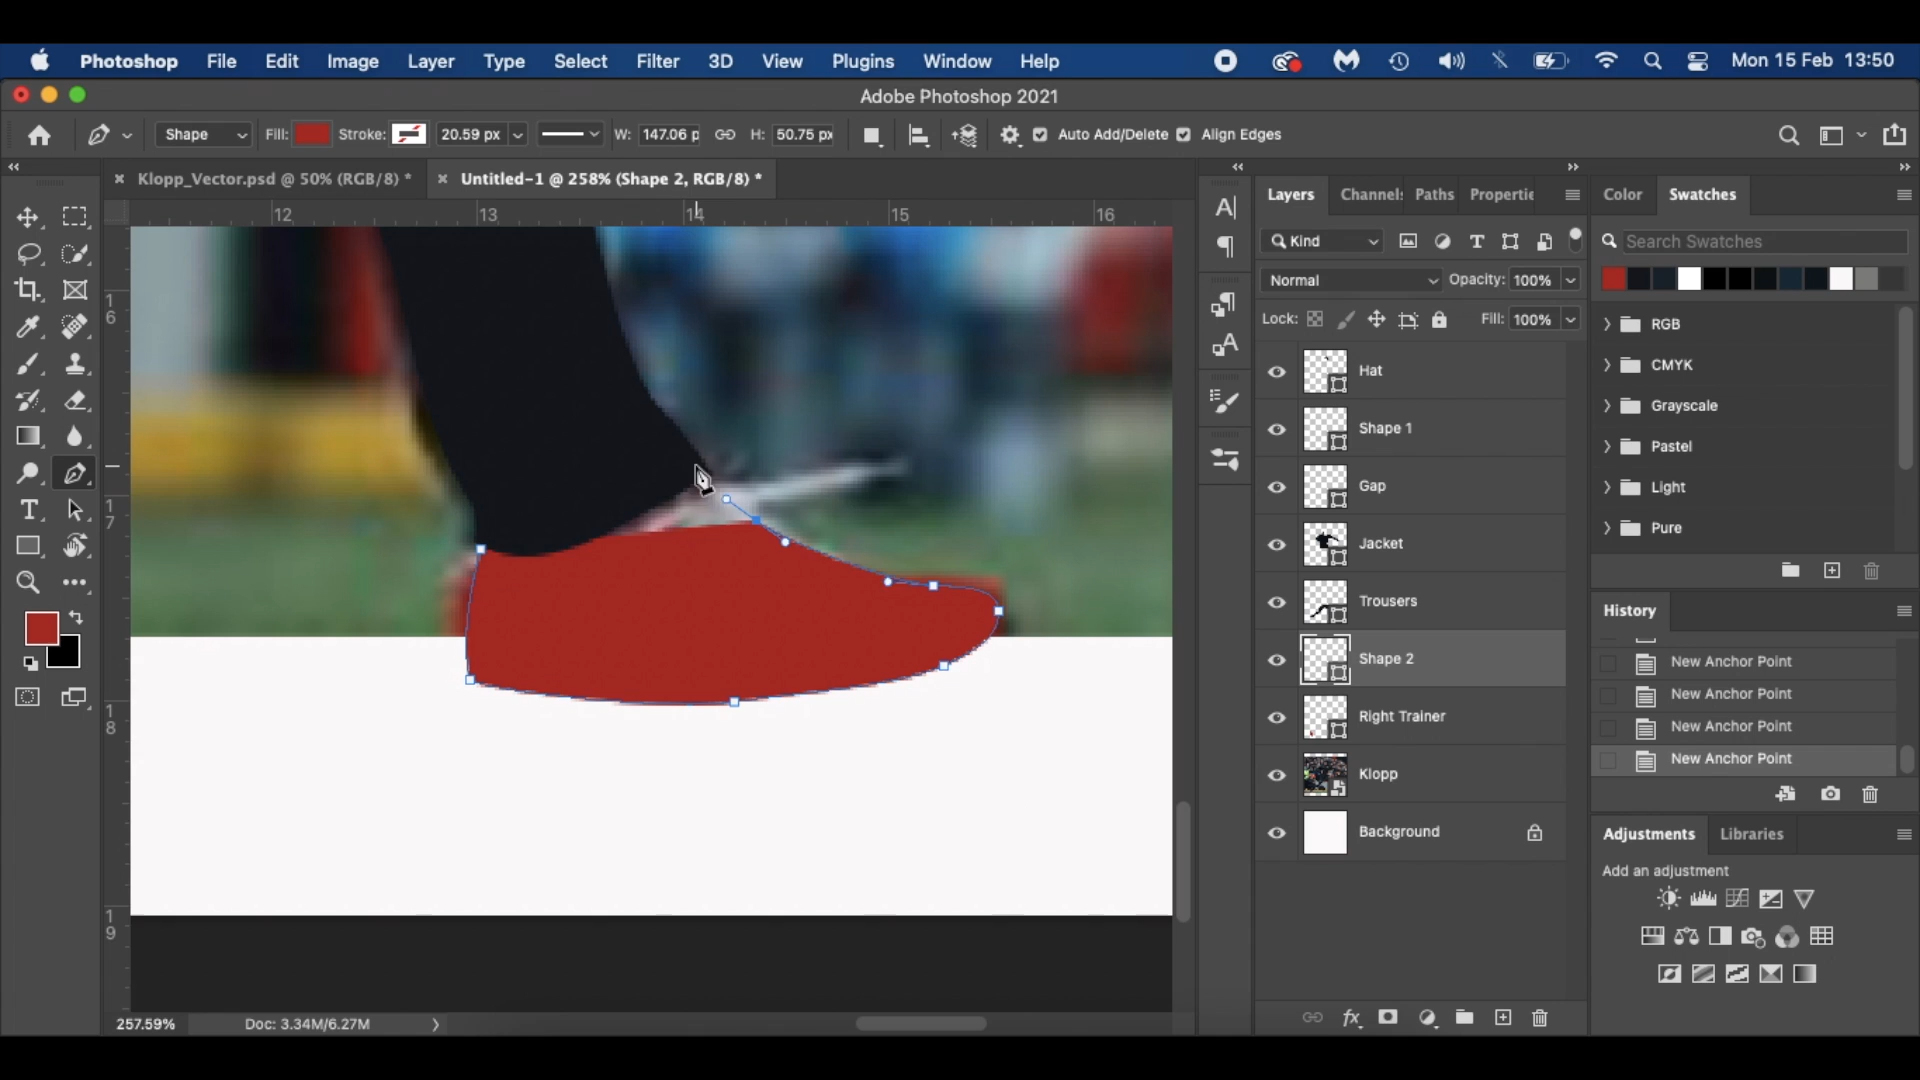 Photoshop File Edit Image Layer Type Select Filter 3D View Plugins Window Help Mon 15 Feb 13:50
Adobe Photoshop 2021
Shape Fill: Stroke: 20.59 px W: 147.06 p H: 50.75 px Auto Add/Delete Align Edges
Klopp_Vector.psd @ 50% (RGB/8) * Untitled-1 @ 258% (Shape 2, RGB/8) *
12 13 14 15 16
16
17
18
19
257.59% Doc: 3.34M/6.27M
Layers Channel: Paths Propertie
Kind
Normal Opacity: 100%
Lock: Fill: 100%
Hat
Shape 1
Gap
Jacket
Trousers
Shape 2
Right Trainer
Klopp
Background
fx
Color Swatches
Search Swatches
RGB
CMYK
Grayscale
Pastel
Light
Pure
History
New Anchor Point
New Anchor Point
New Anchor Point
New Anchor Point
Adjustments Libraries
Add an adjustment